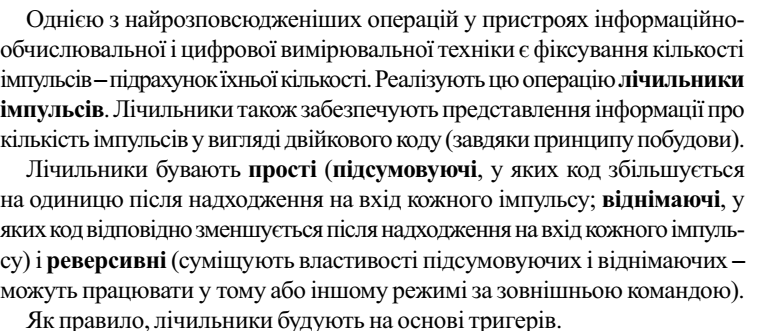 Однією з найрозповсюдженіших операцій у пристроях інформаційно-
обчислювальної і цифрової вимірювальної техніки є фіксування кількості
імпульсів – підрахунок їхньої кількості. Реалізують цю операцію лічильники
імпульсів. Лічильники також забезпечують представлення інформації про
кількість імпульсів у вигляді двійкового коду (завдяки принципу побудови).
Лічильники бувають прості (підсумовуючі, у яких код збільшується
на одиницю після надходження на вхід кожного імпульсу; віднімаючі, у
яких код відповідно зменшується після надходження на вхід кожного імпуль-
су) і реверсивні (суміщують властивості підсумовуючих і віднімаючих –
можуть працювати у тому або іншому режимі за зовнішньою командою).
Як правило, лічильники будують на основі тригерів.